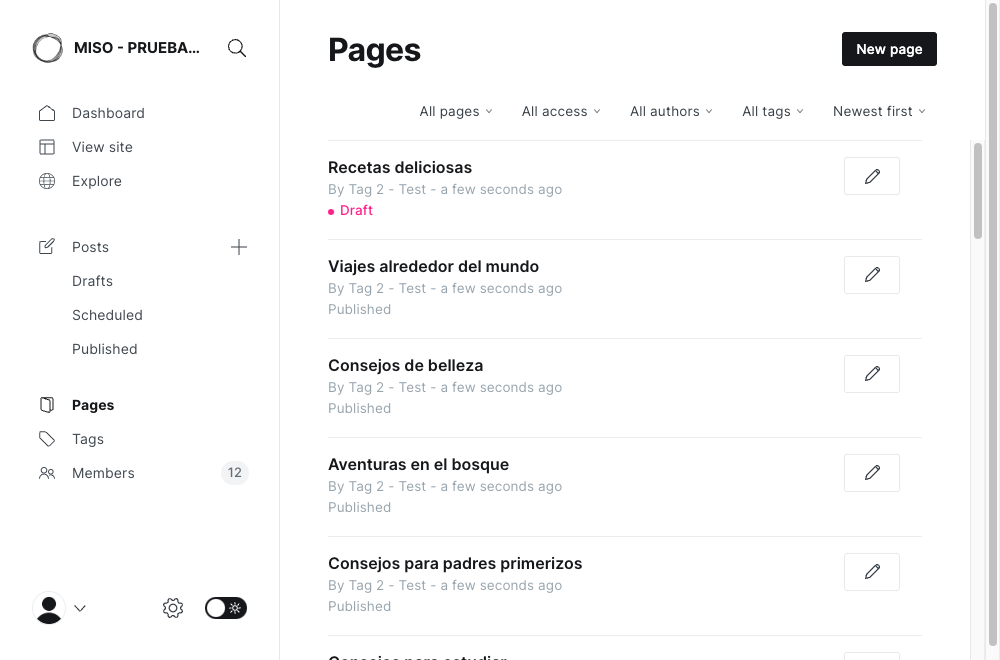 MISO - PRUEBA...
Dashboard
View site
Explore
Posts
Drafts
Scheduled
Published
Pages
Tags
Members 12
Pages
New page
All pages All access All authors All tags Newest first
Recetas deliciosas
By Tag 2 - Test - a few seconds ago
Draft
Viajes alrededor del mundo
By Tag 2 - Test - a few seconds ago
Published
Consejos de belleza
By Tag 2 - Test - a few seconds ago
Published
Aventuras en el bosque
By Tag 2 - Test - a few seconds ago
Published
Consejos para padres primerizos
By Tag 2 - Test - a few seconds ago
Published
Consejos para estudiar